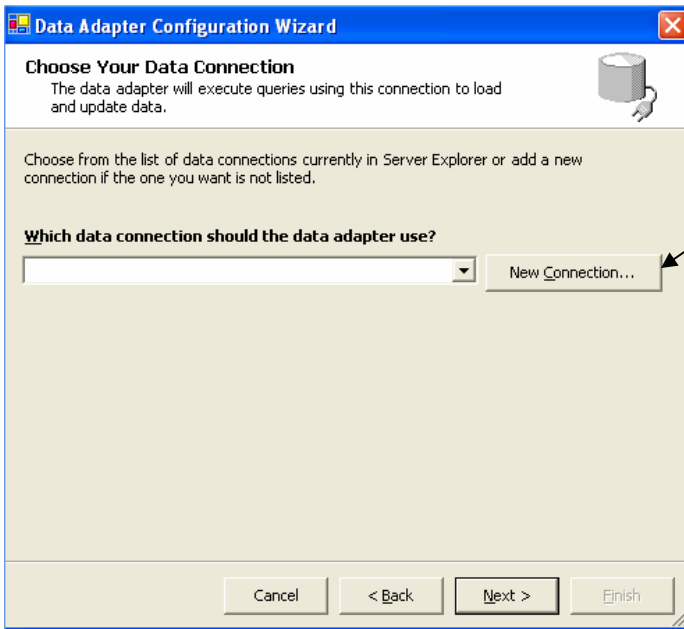 Data Adapter Configuration Wizard
Choose Your Data Connection
The data adapter will execute queries using this connection to load
and update data.
Choose from the list of data connections currently in Server Explorer or add a new
connection if the one you want is not listed.
Which data connection should the data adapter use?
New Connection...
Cancel
< Back
Next >
Finish